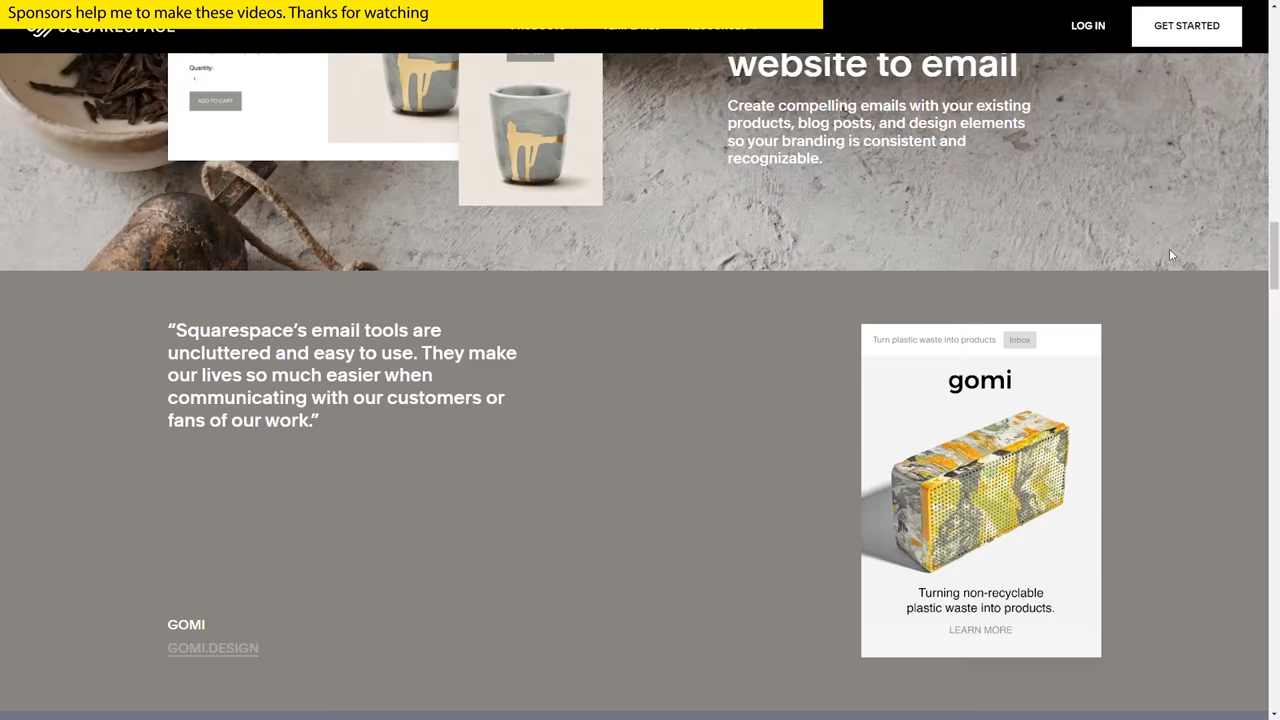 Sponsors help me to make these videos. Thanks for watching
SQUARESPACE
PRODUCTS
TEMPLATES
RESOURCES
LOG IN
GET STARTED
Quantity:
1
ADD TO CART
website to email
Create compelling emails with your existing
products, blog posts, and design elements
so your branding is consistent and
recognizable.
“Squarespace’s email tools are
uncluttered and easy to use. They make
our lives so much easier when
communicating with our customers or
fans of our work.”
GOMI
GOMI.DESIGN
Turn plastic waste into products
Inbox
gomi
Turning non-recyclable
plastic waste into products.
LEARN MORE